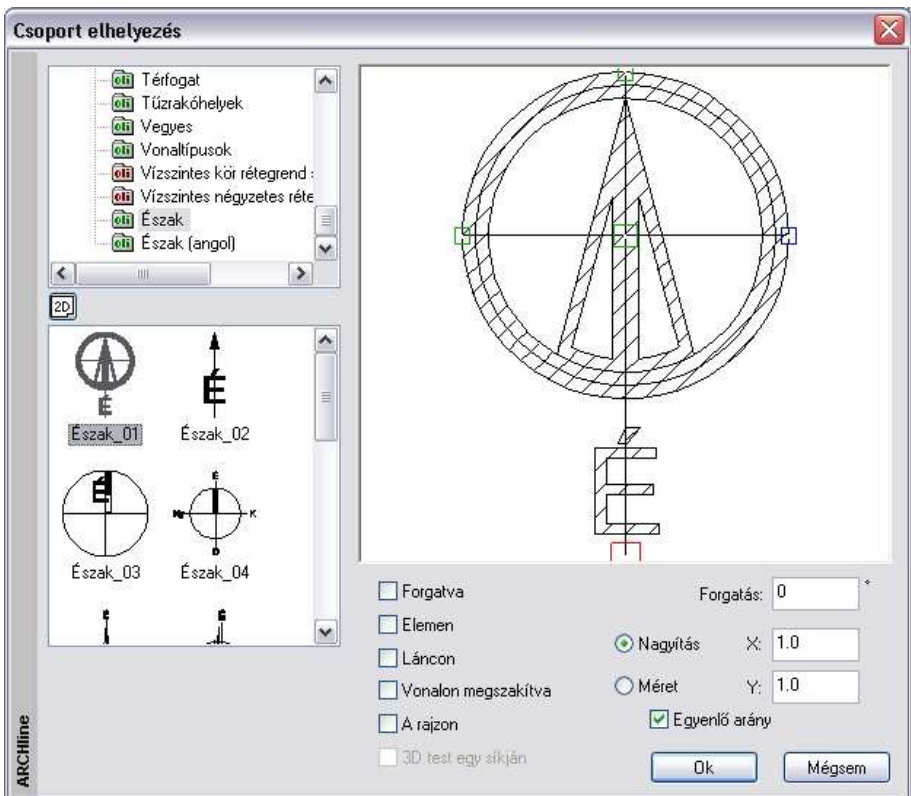 Csoport elhelyezés
Térfogat
Tűzrakóhelyek
Vegyes
Vonaltípusok
Vízszintes kör rétegrend
Vízszintes négyzetes réte
Észak
Észak (angol)
2D
É
Észak_01
É
Észak_02
É
Észak_03
É
Ny
K
D
Észak_04
É
Forgatva
Elemen
Láncon
Vonalon megszakítva
A rajzon
3D test egy síkján
Forgatás: 0 °
Nagyítás X: 1.0
Méret Y: 1.0
Egyenlő arány
Ok
Mégsem
ARCHline